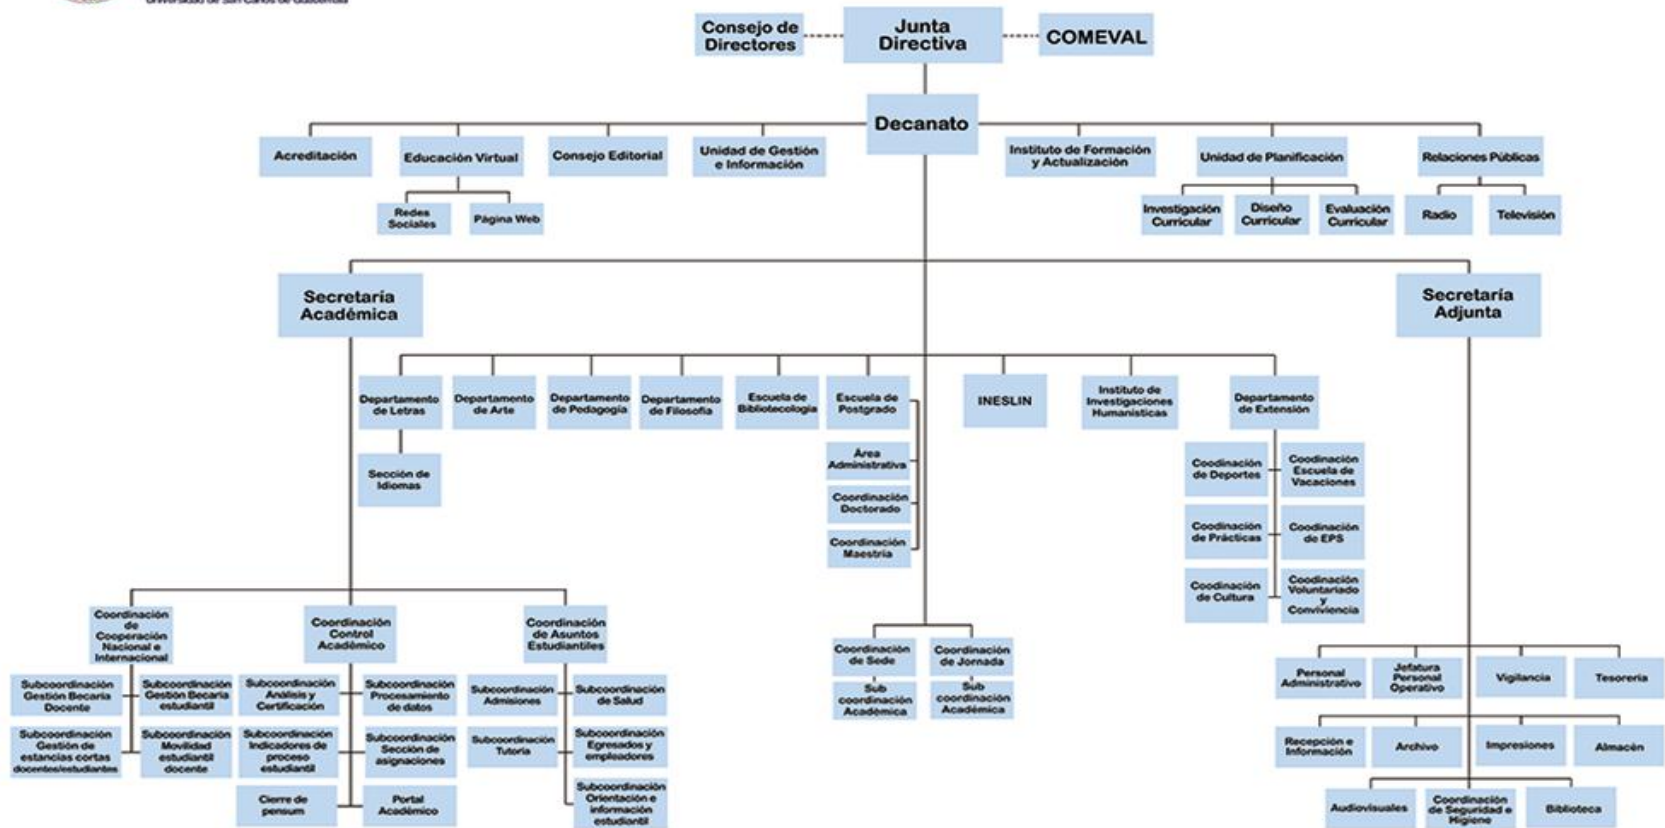 Universidad de San Carlos de Guatemala
Consejo de
Directores
Junta
Directiva
COMEVAL
Decanato
Acreditación
Educación Virtual
Consejo Editorial
Unidad de Gestión
e Información
Instituto de Formación
y Actualización
Unidad de Planificación
Relaciones Públicas
Redes
Sociales
Página Web
Investigación
Curricular
Diseño
Curricular
Evaluación
Curricular
Radio
Televisión
Secretaría
Académica
Secretaría
Adjunta
Departamento
de Letras
Departamento
de Arte
Departamento
de Pedagogía
Departamento
de Filosofía
Escuela de
Bibliotecología
Escuela de
Postgrado
INESLIN
Instituto de
Investigaciones
Humanísticas
Departamento
de Extensión
Sección de
Idiomas
Área
Administrativa
Coordinación
Doctorado
Coordinación
Maestría
Coodinación
de Deportes
Coodinación
Escuela de
Vacaciones
Coodinación
de Prácticas
Coodinación
de EPS
Coodinación
de Cultura
Coodinación
Voluntariado
y
Conviviencia
Coordinación
de
Cooperación
Nacional e
Internacional
Coordinación
Control
Académico
Coordinación
de Asuntos
Estudiantiles
Coordinación
de Sede
Coordinación
de Jornada
Sub
coordinación
Académica
Sub
coordinación
Académica
Subcoordinación
Gestión Becaría
Docente
Subcoordinación
Gestión Becaría
estudiantil
Subcoordinación
Análisis y
Certificación
Subcoordinación
Procesamiento
de datos
Subcoordinación
Admisiones
Subcoordinación
de Salud
Subcoordinación
Gestión de
estancias cortas
docentes/estudiantes
Subcoordinación
Movilidad
estudiantil
docente
Subcoordinación
Indicadores de
proceso
estudiantil
Subcoordinación
Sección de
asignaciones
Subcoordinación
Tutoría
Subcoordinación
Egresados y
empleadores
Cierre de
pensum
Portal
Académico
Subcoordinación
Orientación e
información
estudiantil
Personal
Administrativo
Jefatura
Personal
Operativo
Vigilancia
Tesorería
Recepción e
Información
Archivo
Impresiones
Almacén
Audiovisuales
Coordinación
de Seguridad e
Higiene
Biblioteca